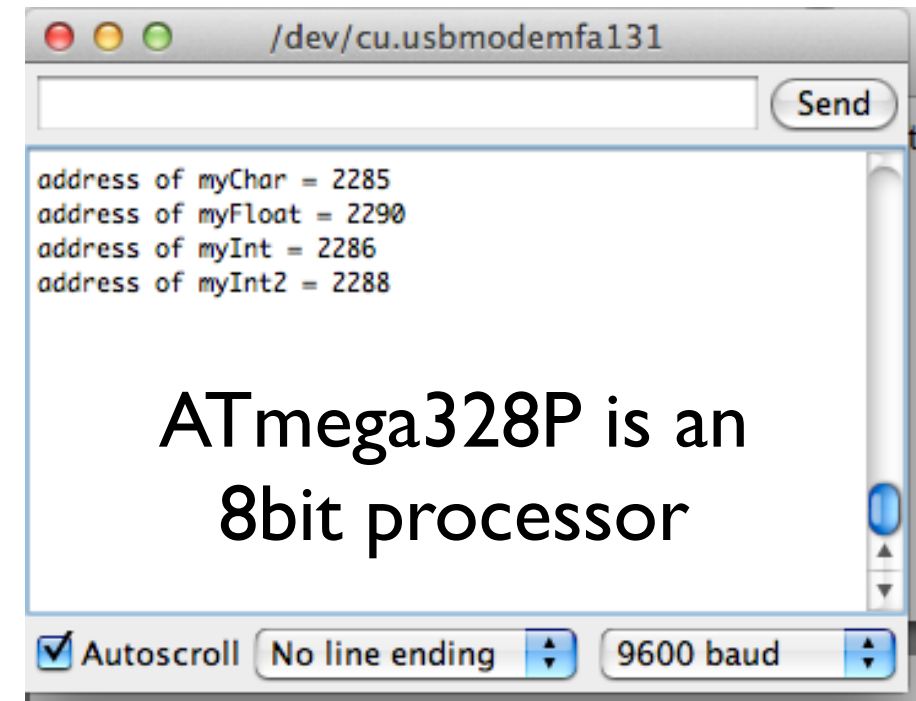 /dev/cu.usbmodemfa131
Send
address of myChar = 2285
address of myFloat = 2290
address of myInt = 2286
address of myInt2 = 2288
ATmega328P is an
8bit processor
Autoscroll No line ending 9600 baud